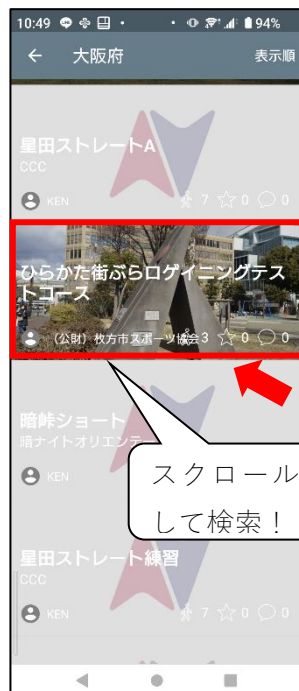 10:49 94%
大阪府 表示順
星田ストレートA
CCC
KEN 7 0 0
ひらかた街ぶらロゲイニングテス
トコース
(公財) 枚方市スポーツ協会 3 0 0
暗峠ショート
暗ナイトオリエンテー
KEN
スクロール
して検索！
星田ストレート練習
CCC
KEN 7 0 0